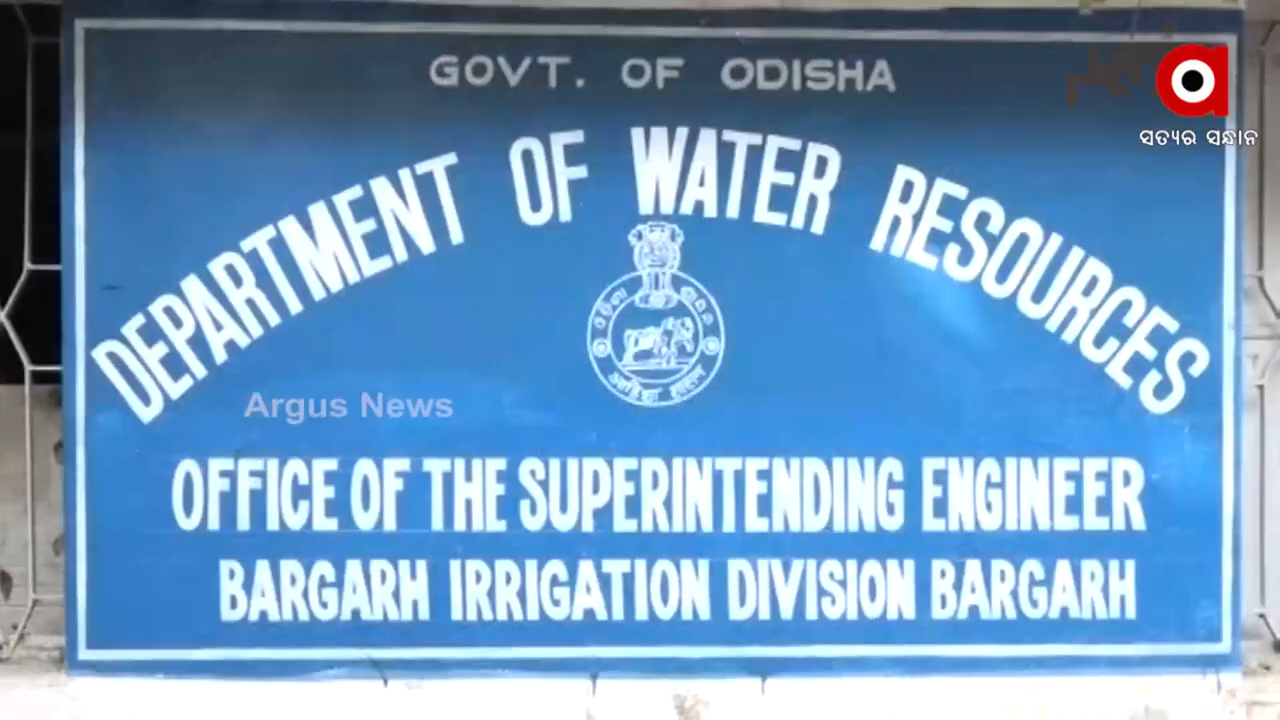 GOVT. OF ODISHA
ସତ୍ୟର ସନ୍ଧାନ
DEPARTMENT OF WATER RESOURCES
Argus News
OFFICE OF THE SUPERINTENDING ENGINEER
BARGARH IRRIGATION DIVISION BARGARH